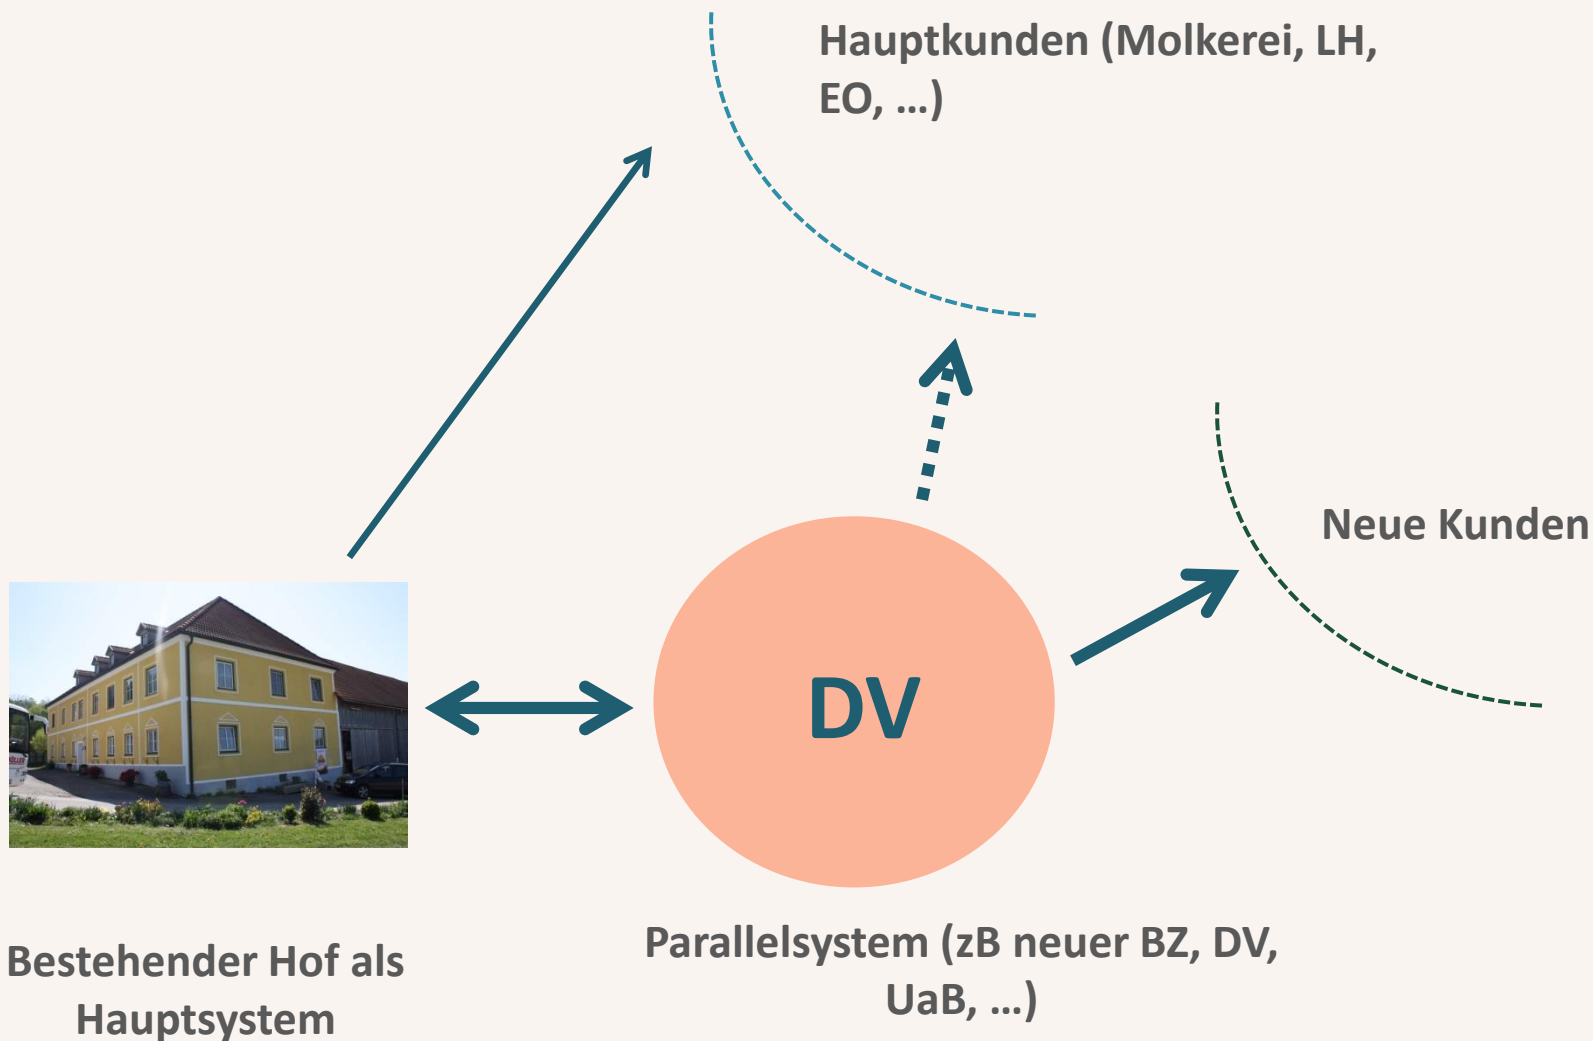 Hauptkunden (Molkerei, LH,
EO, ...)
Neue Kunden
DV
Parallelsystem (zB neuer BZ, DV,
UaB, ...)
Bestehender Hof als
Hauptsystem